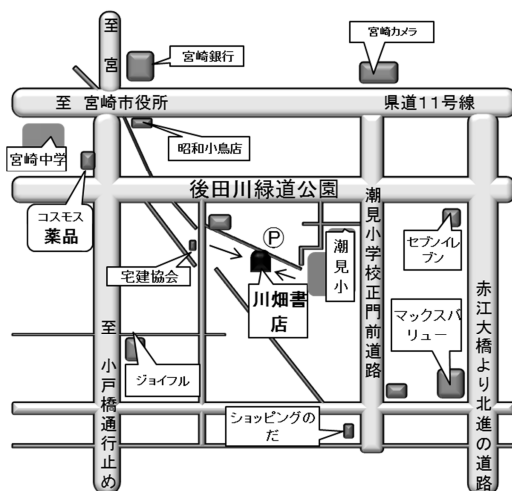 至 宮
宮崎銀行
宮崎カメラ
至 宮崎市役所
県道11号線
昭和小鳥店
宮崎中学
コスモス
薬品
後田川緑道公園
P
宅建協会
川畑書
店
潮見小
潮見小学校正門前道路
セブンイレ
ブン
マックスバ
リュー
赤江大橋より北進の道路
至 小戸橋通行止め
ジョイフル
ショッピングの
だ